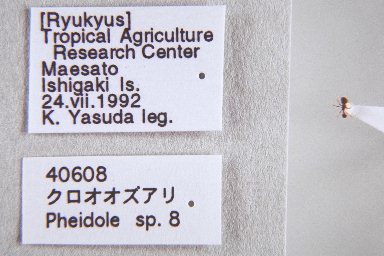 [Ryukyus]
Tropical Agriculture
Research Center
Maesato
Ishigaki Is.
24.vii.1992
K. Yasuda leg.
40608
クロオオズアリ
Pheidole sp. 8